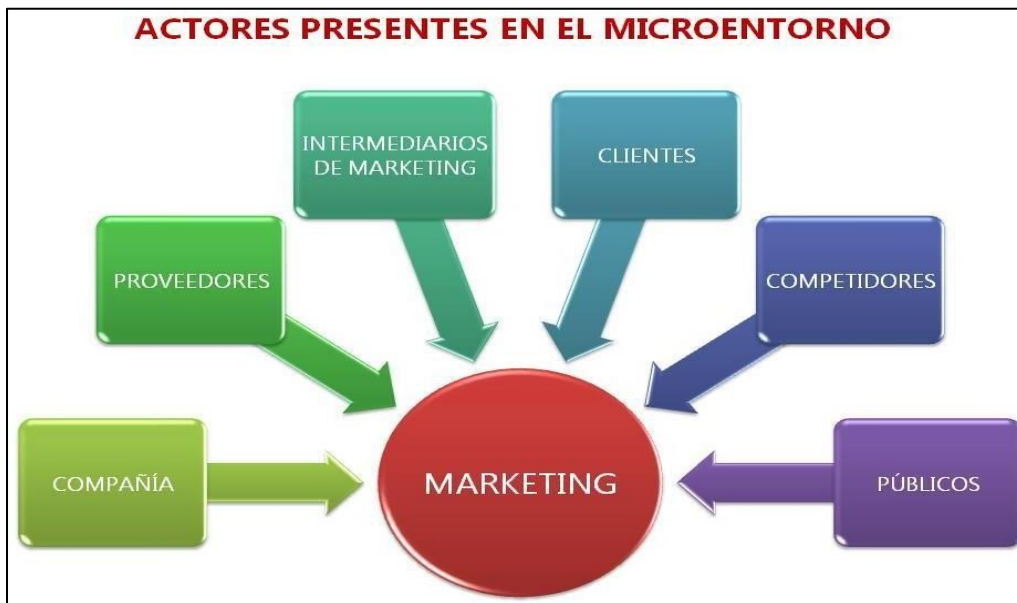 ACTORES PRESENTES EN EL MICROENTORNO
INTERMEDIARIOS
DE MARKETING
CLIENTES
PROVEEDORES
COMPETIDORES
COMPAÑÍA
MARKETING
PÚBLICOS